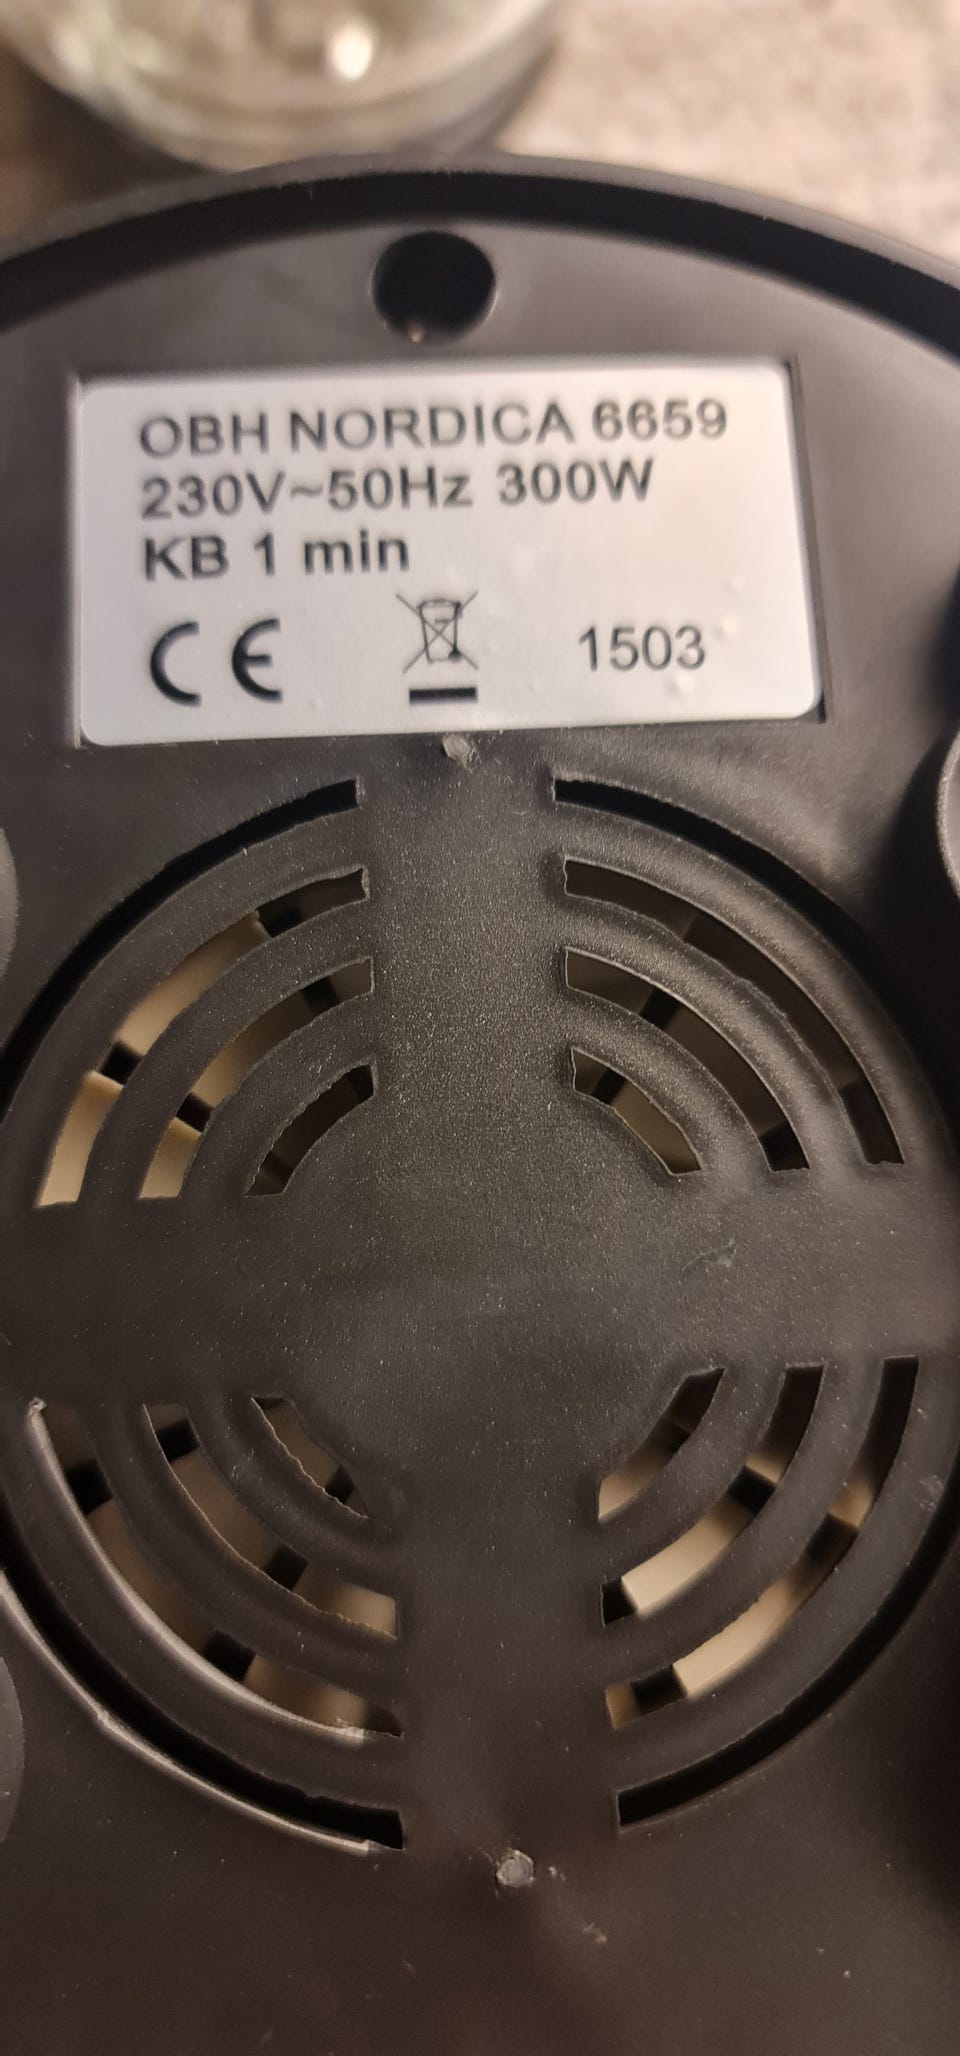 OBH NORDICA 6659
230V~50Hz 300W
KB 1 min
CE 1503